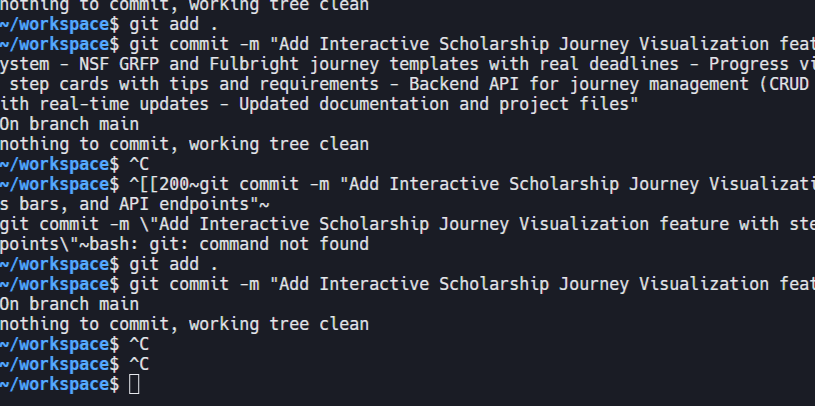 nothing to commit, working tree clean
~/workspace$ git add .
~/workspace$ git commit -m "Add Interactive Scholarship Journey Visualization feat
ystem - NSF GRFP and Fulbright journey templates with real deadlines - Progress vi
step cards with tips and requirements - Backend API for journey management (CRUD
ith real-time updates - Updated documentation and project files"
On branch main
nothing to commit, working tree clean
~/workspace$ ^C
~/workspace$ ^[[200~git commit -m "Add Interactive Scholarship Journey Visualizati
s bars, and API endpoints"~
git commit -m \"Add Interactive Scholarship Journey Visualization feature with ste
points\"~bash: git: command not found
~/workspace$ git add .
~/workspace$ git commit -m "Add Interactive Scholarship Journey Visualization feat
On branch main
nothing to commit, working tree clean
~/workspace$ ^C
~/workspace$ ^C
~/workspace$